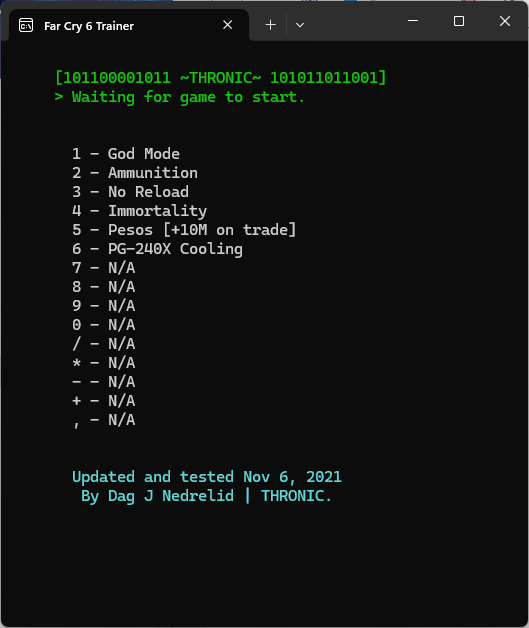 Far Cry 6 Trainer
[101100001011 ~THRONIC~ 101011011001]
> Waiting for game to start.
1 - God Mode
2 - Ammunition
3 - No Reload
4 - Immortality
5 - Pesos [+10M on trade]
6 - PG-240X Cooling
7 - N/A
8 - N/A
9 - N/A
0 - N/A
/ - N/A
* - N/A
- - N/A
+ - N/A
, - N/A
Updated and tested Nov 6, 2021
By Dag J Nedrelid | THRONIC.